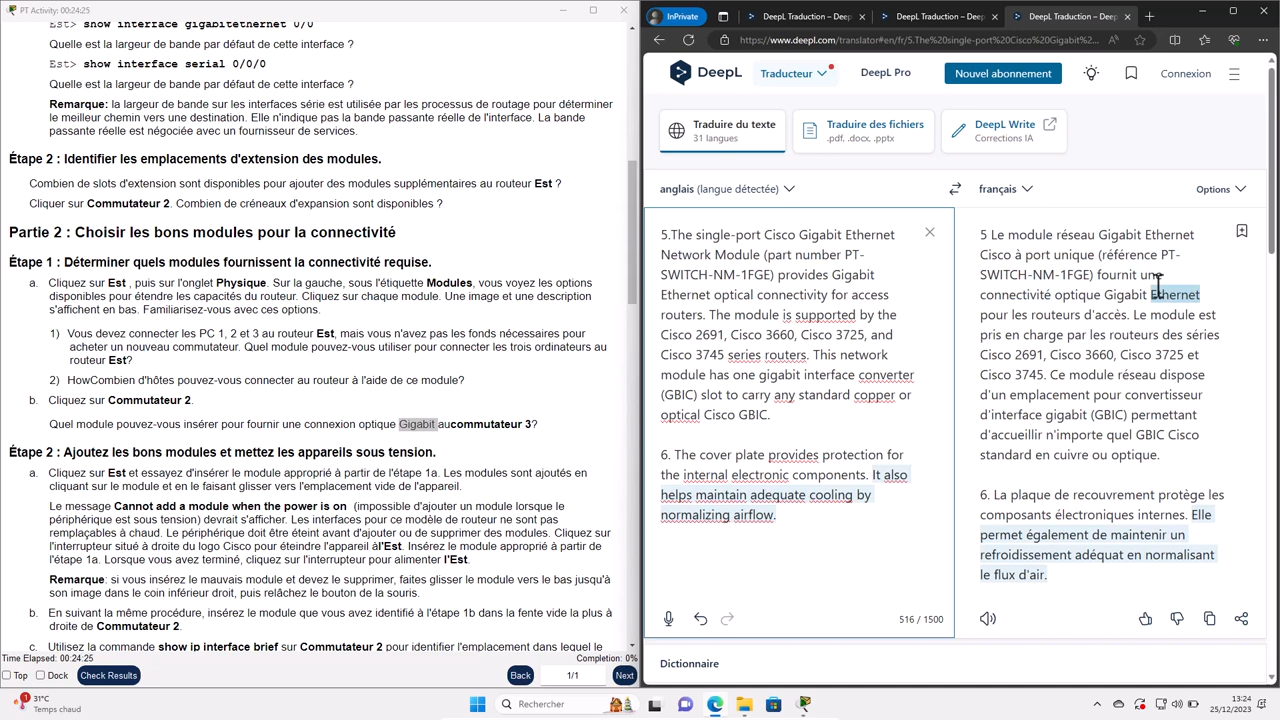 PT Activity: 00:24:25
Est> show interface gigabitethernet 0/0
Quelle est la largeur de bande par défaut de cette interface ?
Est> show interface serial 0/0/0
Quelle est la largeur de bande par défaut de cette interface ?
Remarque: la largeur de bande sur les interfaces série est utilisée par les processus de routage pour déterminer
le meilleur chemin vers une destination. Elle n'indique pas la bande passante réelle de l'interface. La bande
passante réelle est négociée avec un fournisseur de services.
Étape 2 : Identifier les emplacements d'extension des modules.
Combien de slots d'extension sont disponibles pour ajouter des modules supplémentaires au routeur Est ?
Cliquer sur Commutateur 2. Combien de créneaux d'expansion sont disponibles ?
Partie 2 : Choisir les bons modules pour la connectivité
Étape 1 : Déterminer quels modules fournissent la connectivité requise.
a. Cliquez sur Est , puis sur l'onglet Physique. Sur la gauche, sous l'étiquette Modules, vous voyez les options
disponibles pour étendre les capacités du routeur. Cliquez sur chaque module. Une image et une description
s'affichent en bas. Familiarisez-vous avec ces options.
1) Vous devez connecter les PC 1, 2 et 3 au routeur Est, mais vous n'avez pas les fonds nécessaires pour
acheter un nouveau commutateur. Quel module pouvez-vous utiliser pour connecter les trois ordinateurs au
routeur Est?
2) HowCombien d'hôtes pouvez-vous connecter au routeur à l'aide de ce module?
b. Cliquez sur Commutateur 2.
Quel module pouvez-vous insérer pour fournir une connexion optique Gigabit aucommutateur 3?
Étape 2 : Ajoutez les bons modules et mettez les appareils sous tension.
a. Cliquez sur Est et essayez d'insérer le module approprié à partir de l'étape 1a. Les modules sont ajoutés en
cliquant sur le module et en le faisant glisser vers l'emplacement vide de l'appareil.
Le message Cannot add a module when the power is on (impossible d'ajouter un module lorsque le
périphérique est sous tension) devrait s'afficher. Les interfaces pour ce modèle de routeur ne sont pas
remplaçables à chaud. Le périphérique doit être éteint avant d'ajouter ou de supprimer des modules. Cliquez sur
l'interrupteur situé à droite du logo Cisco pour éteindre l'appareil àl'Est. Insérez le module approprié à partir de
l'étape 1a. Lorsque vous avez terminé, cliquez sur l'interrupteur pour alimenter l'Est.
Remarque: si vous insérez le mauvais module et devez le supprimer, faites glisser le module vers le bas jusqu'à
son image dans le coin inférieur droit, puis relâchez le bouton de la souris.
b. En suivant la même procédure, insérez le module que vous avez identifié à l'étape 1b dans la fente vide la plus à
droite de Commutateur 2.
c. Utilisez la commande show ip interface brief sur Commutateur 2 pour identifier l'emplacement dans lequel le
Time Elapsed: 00:24:25 Completion: 0%
Top Dock Check Results Back 1/1 Next
InPrivate DeepL Traduction – Deep DeepL Traduction – Deep DeepL Traduction – Deep
https://www.deepl.com/translator#en/fr/5.The%20single-port%20Cisco%20Gigabit%2...
DeepL Traducteur DeepL Pro Nouvel abonnement Connexion
Traduire du texte
31 langues
Traduire des fichiers
.pdf, .docx, .pptx
DeepL Write
Corrections IA
anglais (langue détectée) français Options
5.The single-port Cisco Gigabit Ethernet
Network Module (part number PT-
SWITCH-NM-1FGE) provides Gigabit
Ethernet optical connectivity for access
routers. The module is supported by the
Cisco 2691, Cisco 3660, Cisco 3725, and
Cisco 3745 series routers. This network
module has one gigabit interface converter
(GBIC) slot to carry any standard copper or
optical Cisco GBIC.
6. The cover plate provides protection for
the internal electronic components. It also
helps maintain adequate cooling by
normalizing airflow.
516 / 1500
5 Le module réseau Gigabit Ethernet
Cisco à port unique (référence PT-
SWITCH-NM-1FGE) fournit une
connectivité optique Gigabit Ethernet
pour les routeurs d'accès. Le module est
pris en charge par les routeurs des séries
Cisco 2691, Cisco 3660, Cisco 3725 et
Cisco 3745. Ce module réseau dispose
d'un emplacement pour convertisseur
d'interface gigabit (GBIC) permettant
d'accueillir n'importe quel GBIC Cisco
standard en cuivre ou optique.
6. La plaque de recouvrement protège les
composants électroniques internes. Elle
permet également de maintenir un
refroidissement adéquat en normalisant
le flux d'air.
Dictionnaire
1
31°C
Temps chaud
Rechercher
13:24
25/12/2023